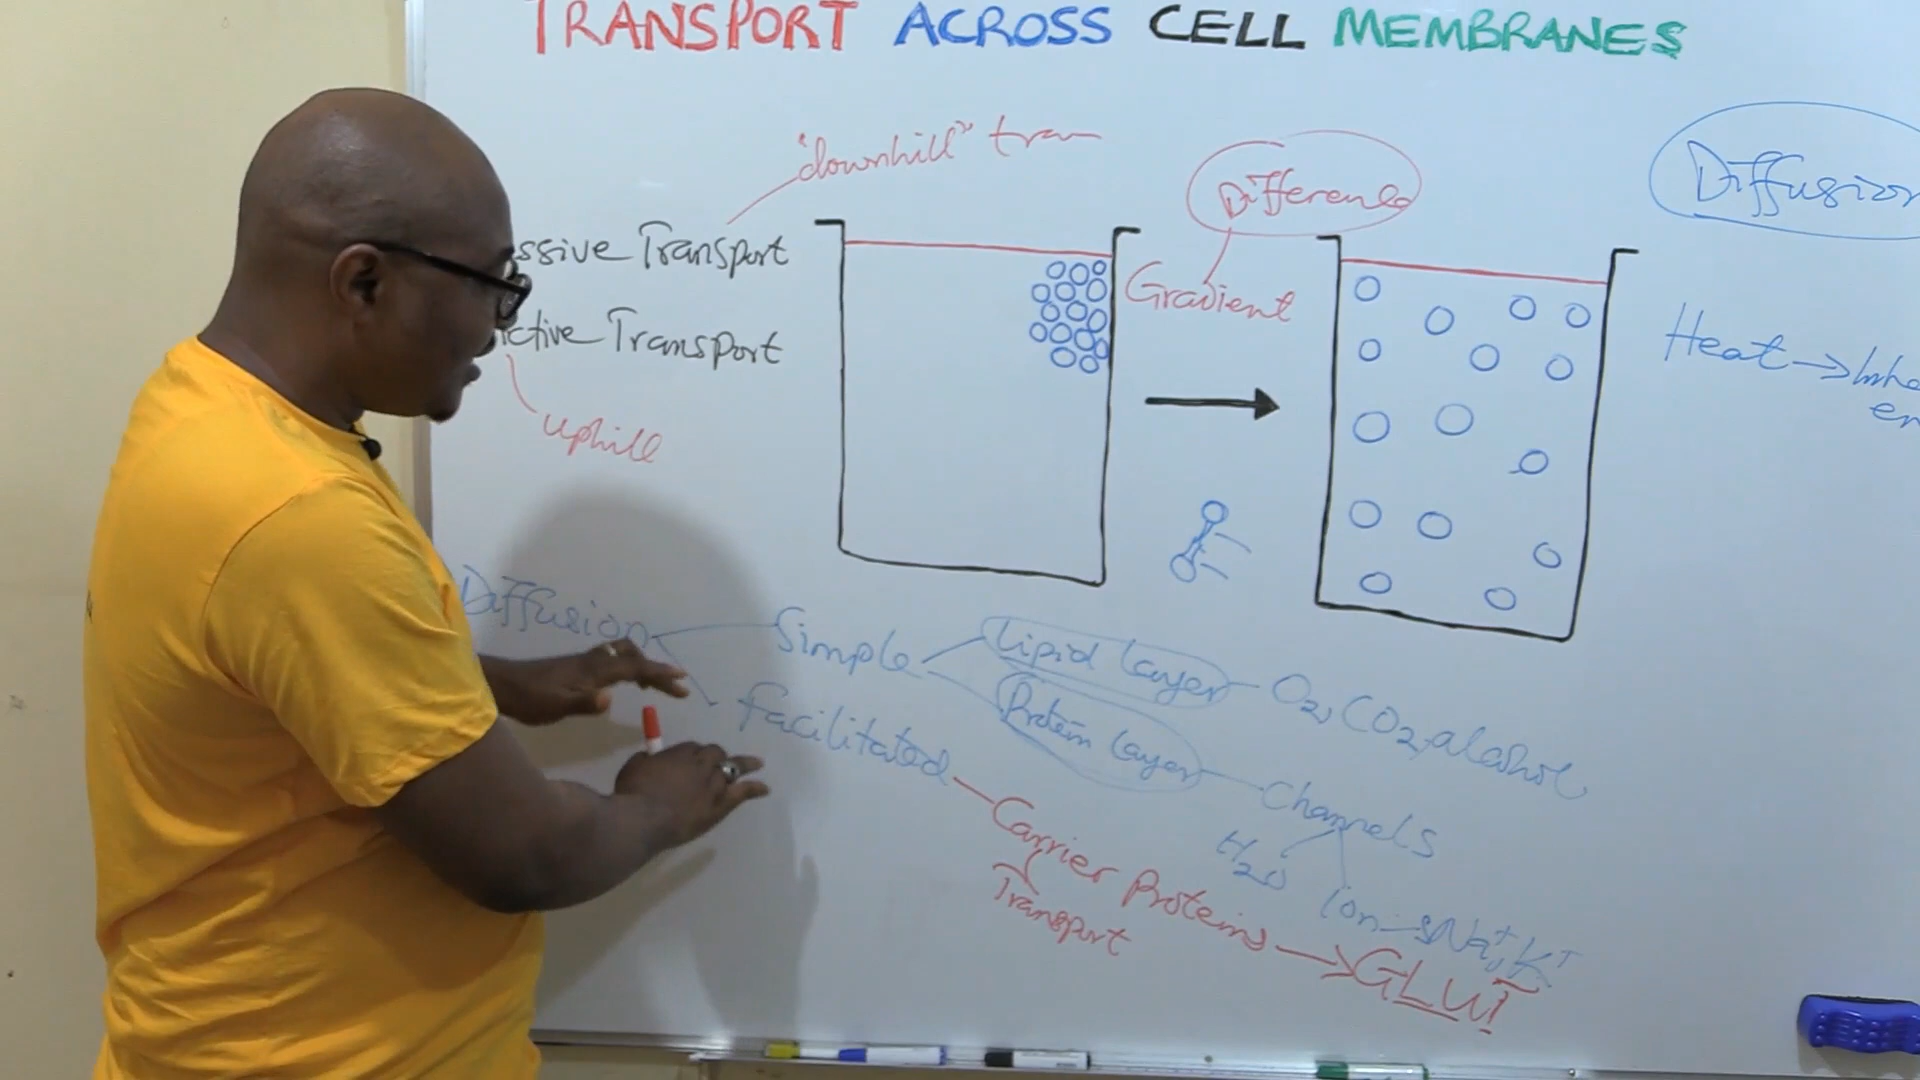 TRANSPORT ACROSS CELL MEMBRANES
"downhill" tran
ssive Transport
Difference
Diffusion
Gradient
ctive Transport
Heat →
uphill
Diffusion
Simple
Lipid Layer
O2, CO2, alcohol
facilitated
Protein Layer
Channels
H2O
ion-s Na+, K+
Carrier Proteins → GLUT
Transport